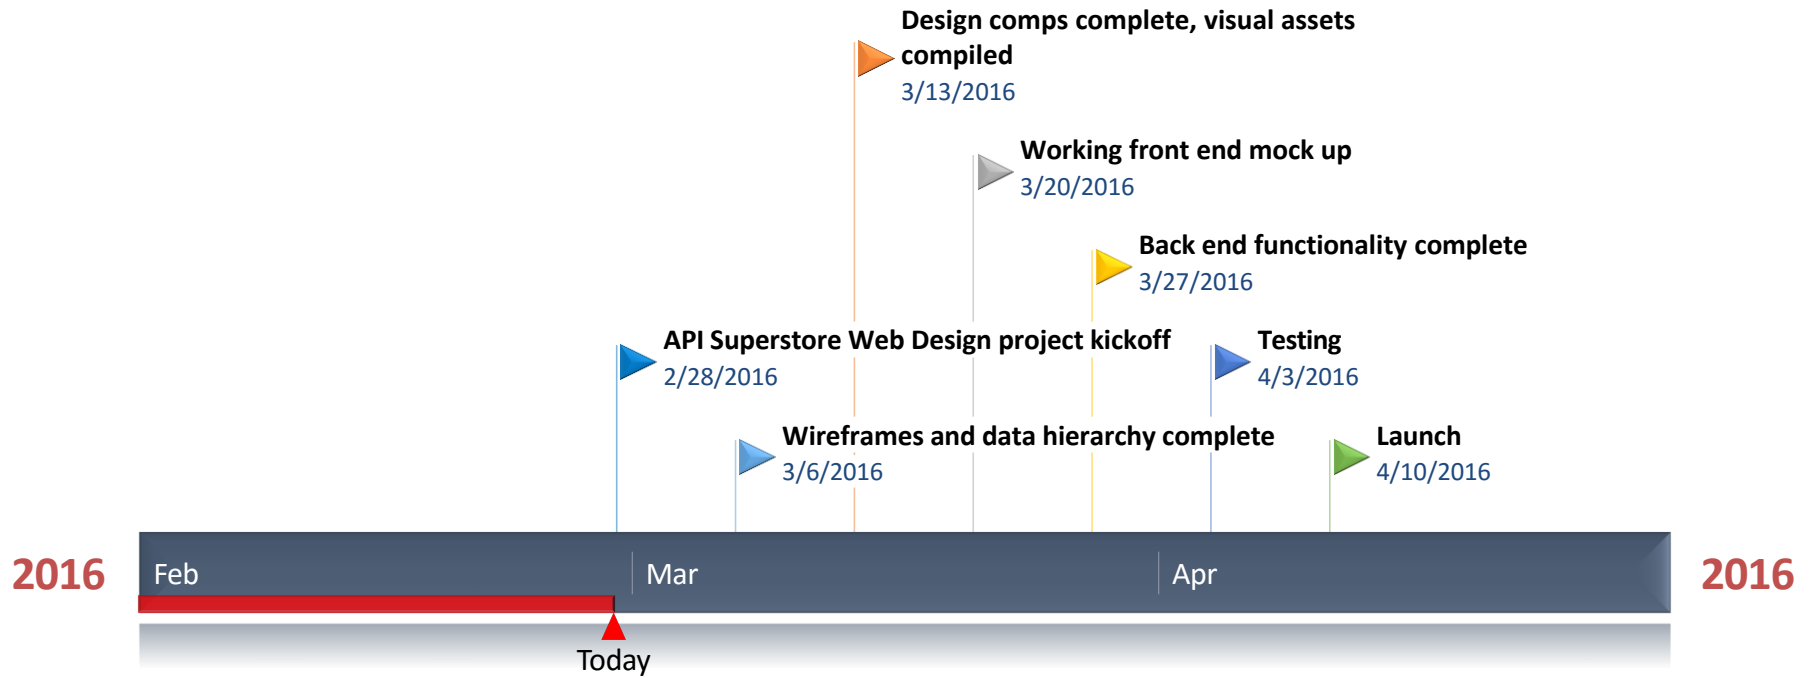 Design comps complete, visual assets
compiled
3/13/2016
Working front end mock up
3/20/2016
Back end functionality complete
3/27/2016
API Superstore Web Design project kickoff
2/28/2016
Testing
4/3/2016
Wireframes and data hierarchy complete
3/6/2016
Launch
4/10/2016
2016
Feb
Mar
Apr
2016
Today